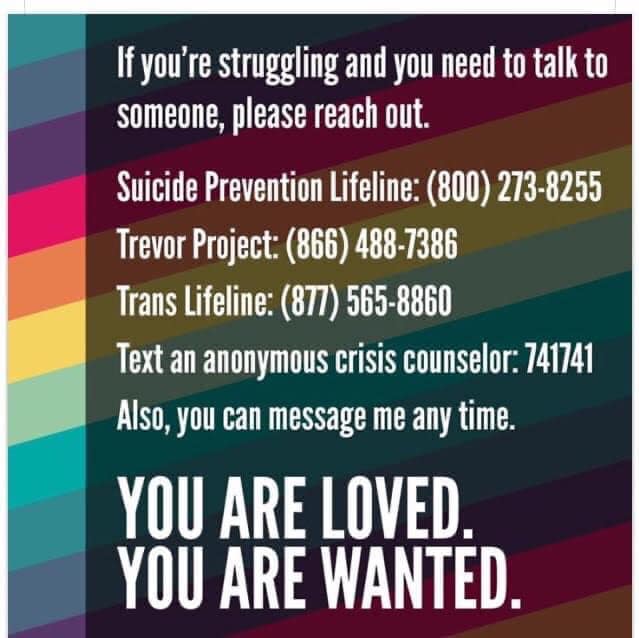 If you're struggling and you need to talk to
someone, please reach out.
Suicide Prevention Lifeline: (800) 273-8255
Trevor Project: (866) 488-7386
Trans Lifeline: (877) 565-8860
Text an anonymous crisis counselor: 741741
Also, you can message me any time.
YOU ARE LOVED.
YOU ARE WANTED.